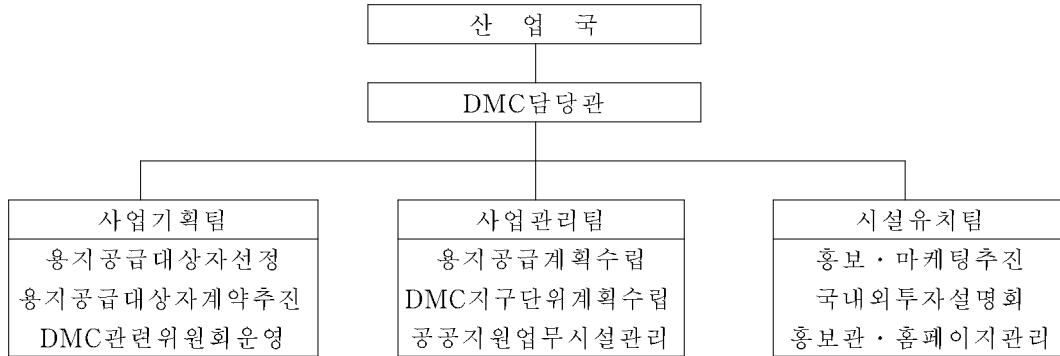 산 업 국
DMC담당관
사업기획팀
용지공급대상자선정
용지공급대상자계약추진
DMC관련위원회운영
사업관리팀
용지공급계획수립
DMC지구단위계획수립
공공지원업무시설관리
시설유치팀
홍보·마케팅추진
국내외투자설명회
홍보관·홈페이지관리